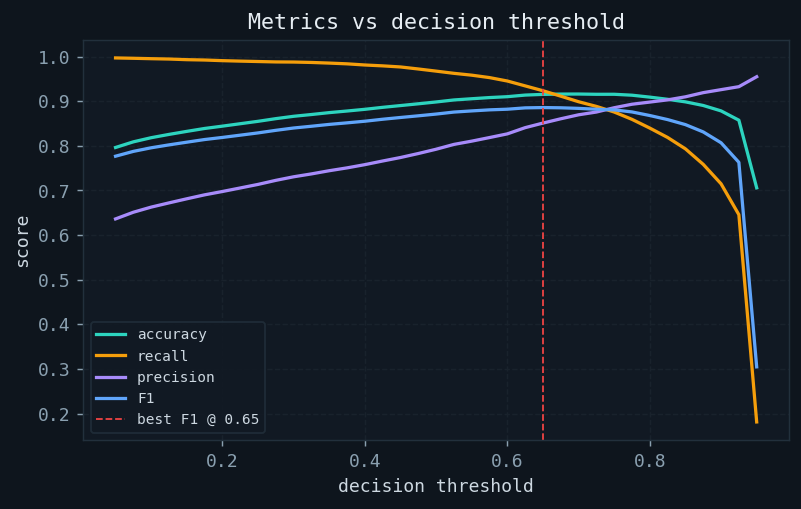 Metrics vs decision threshold
score
1.0
0.9
0.8
0.7
0.6
0.5
0.4
0.3
0.2
accuracy
recall
precision
F1
best F1 @ 0.65
0.2 0.4 0.6 0.8
decision threshold